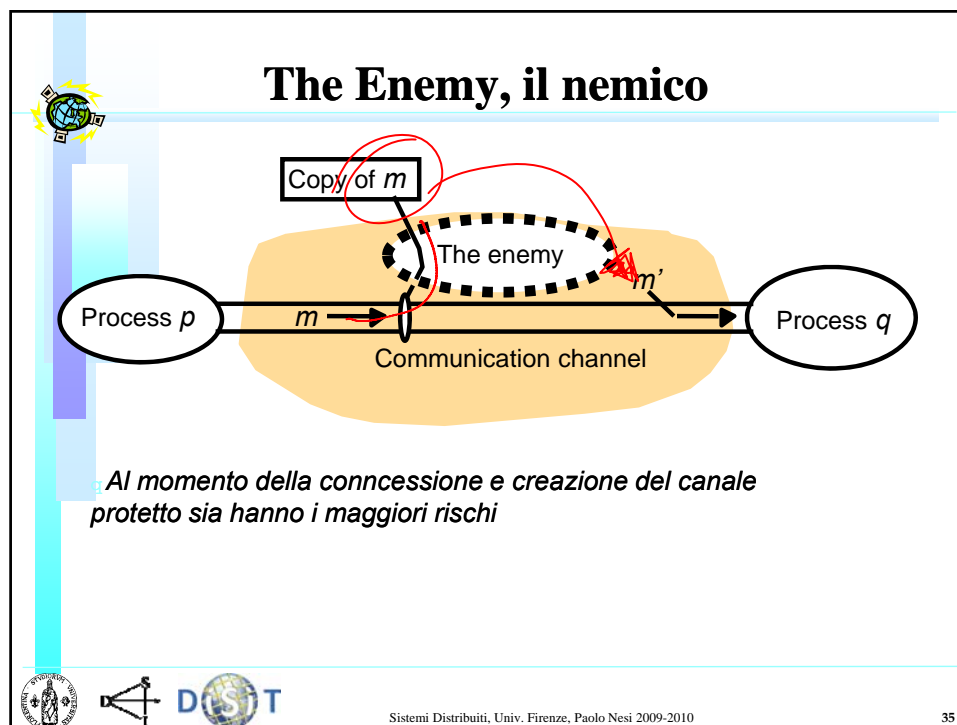 The Enemy, il nemico
Copy of m
The enemy
m’
Process p
m
Process q
Communication channel
Al momento della conncessione e creazione del canale
protetto sia hanno i maggiori rischi
DISIT
Sistemi Distribuiti, Univ. Firenze, Paolo Nesi 2009-2010
35